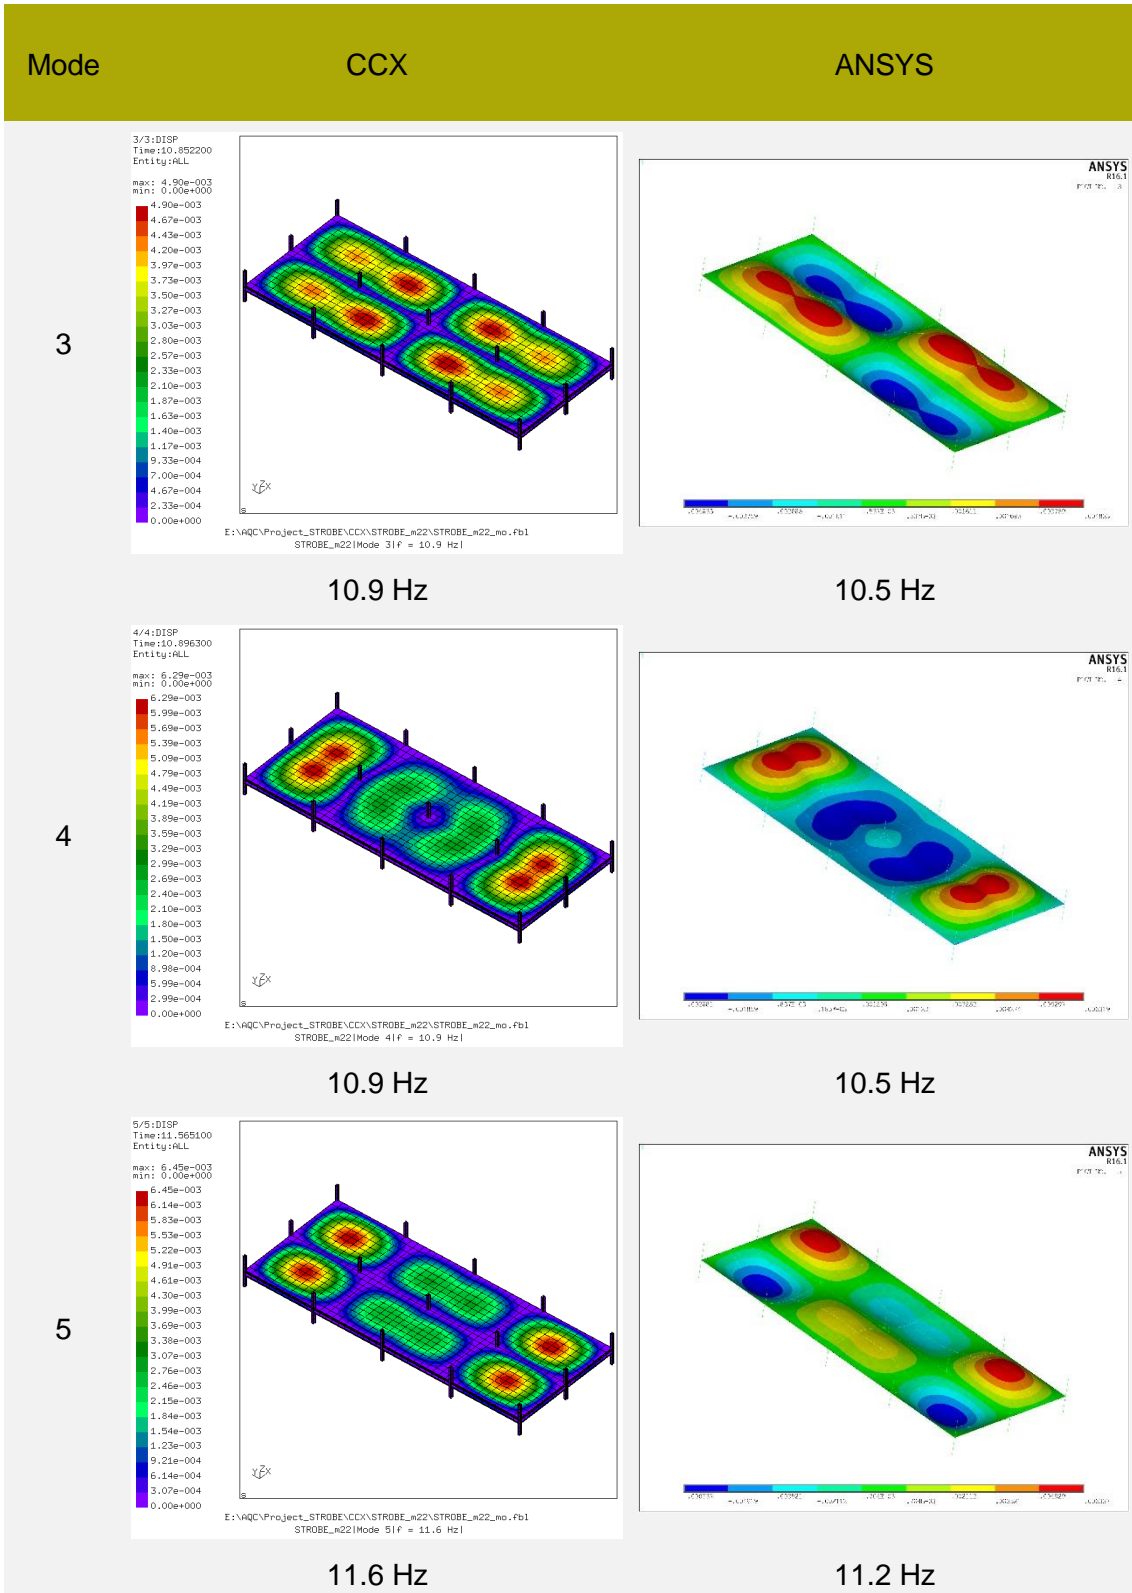 Mode CCX ANSYS
3/3:DISP
Time:10.852200
Entity:ALL
max: 4.90e-003
min: 0.00e+000
4.90e-003
4.67e-003
4.43e-003
4.20e-003
3.97e-003
3.73e-003
3.50e-003
3.27e-003
3.03e-003
2.80e-003
2.57e-003
2.33e-003
2.10e-003
1.87e-003
1.63e-003
1.40e-003
1.17e-003
9.33e-004
7.00e-004
4.67e-004
2.33e-004
0.00e+000
E:\AQC\Project_STROBE\CCX\STROBE_m22\STROBE_m22_mo.fbl
STROBE_m22|Mode 3|f = 10.9 Hz|
ANSYS
R16.1
3
10.9 Hz 10.5 Hz
4/4:DISP
Time:10.896300
Entity:ALL
max: 6.29e-003
min: 0.00e+000
6.29e-003
5.99e-003
5.69e-003
5.39e-003
5.09e-003
4.79e-003
4.49e-003
4.19e-003
3.89e-003
3.59e-003
3.29e-003
2.99e-003
2.69e-003
2.40e-003
2.10e-003
1.80e-003
1.50e-003
1.20e-003
8.98e-004
5.99e-004
2.99e-004
0.00e+000
E:\AQC\Project_STROBE\CCX\STROBE_m22\STROBE_m22_mo.fbl
STROBE_m22|Mode 4|f = 10.9 Hz|
ANSYS
R16.1
4
10.9 Hz 10.5 Hz
5/5:DISP
Time:11.565100
Entity:ALL
max: 6.45e-003
min: 0.00e+000
6.45e-003
6.14e-003
5.83e-003
5.53e-003
5.22e-003
4.91e-003
4.61e-003
4.30e-003
3.99e-003
3.69e-003
3.38e-003
3.07e-003
2.76e-003
2.46e-003
2.15e-003
1.84e-003
1.54e-003
1.23e-003
9.21e-004
6.14e-004
3.07e-004
0.00e+000
E:\AQC\Project_STROBE\CCX\STROBE_m22\STROBE_m22_mo.fbl
STROBE_m22|Mode 5|f = 11.6 Hz|
ANSYS
R16.1
5
11.6 Hz 11.2 Hz